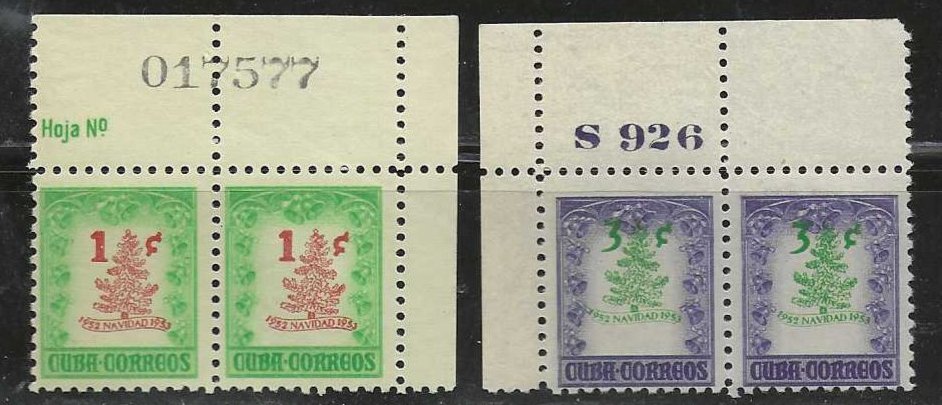 017577
Hoja Nº
1 ¢
1952 NAVIDAD 1953
CUBA·CORREOS
1 ¢
1952 NAVIDAD 1953
CUBA·CORREOS
S 926
3 ¢
1952 NAVIDAD 1953
CUBA·CORREOS
3 ¢
1952 NAVIDAD 1953
CUBA·CORREOS